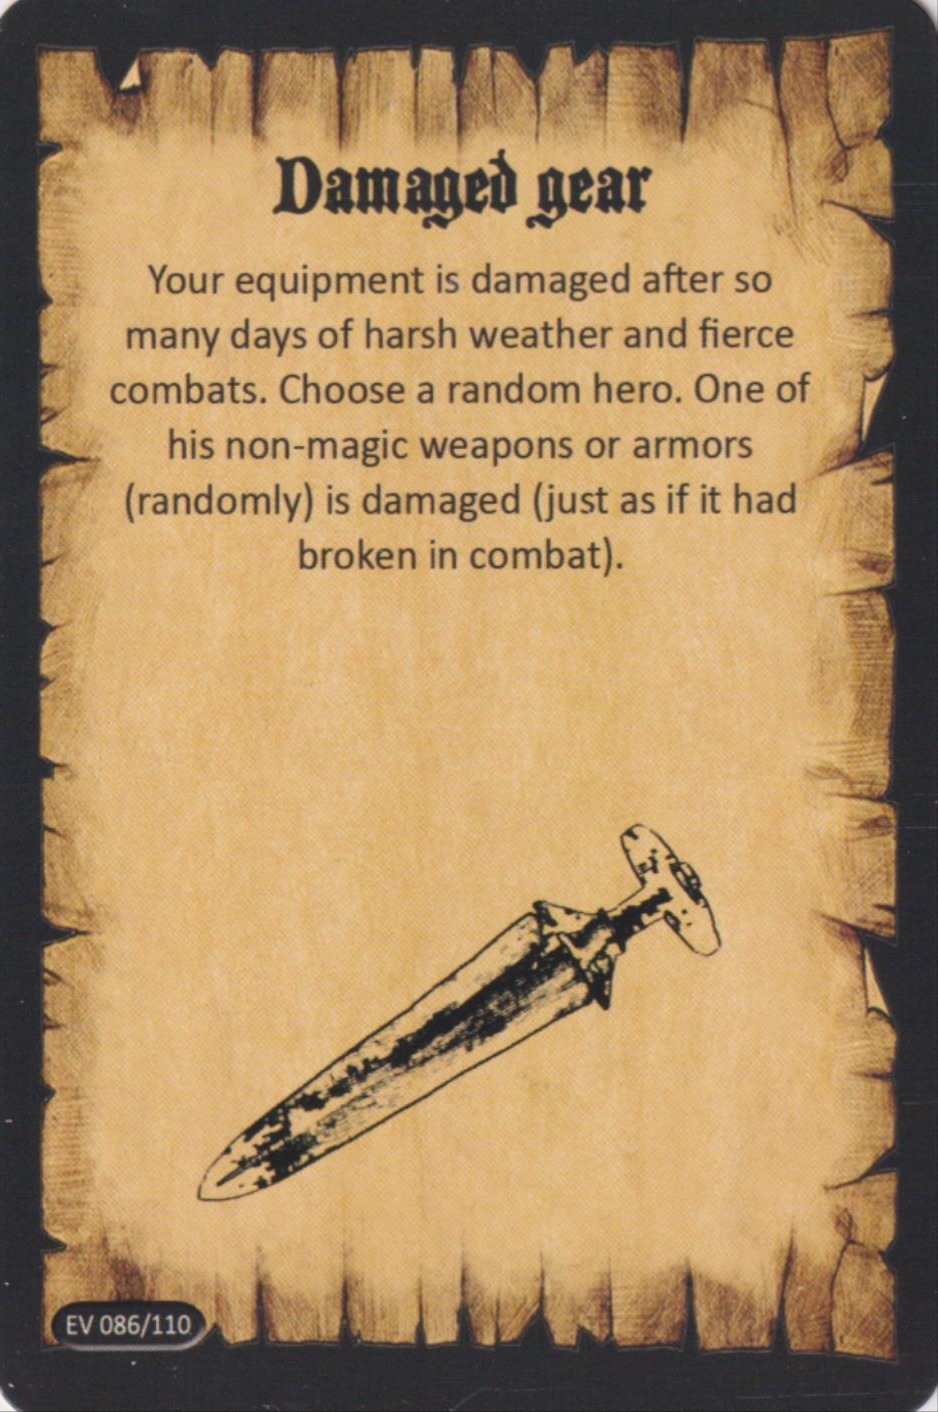 Damaged gear
Your equipment is damaged after so
many days of harsh weather and fierce
combats. Choose a random hero. One of
his non-magic weapons or armors
(randomly) is damaged (just as if it had
broken in combat).
EV 086/110